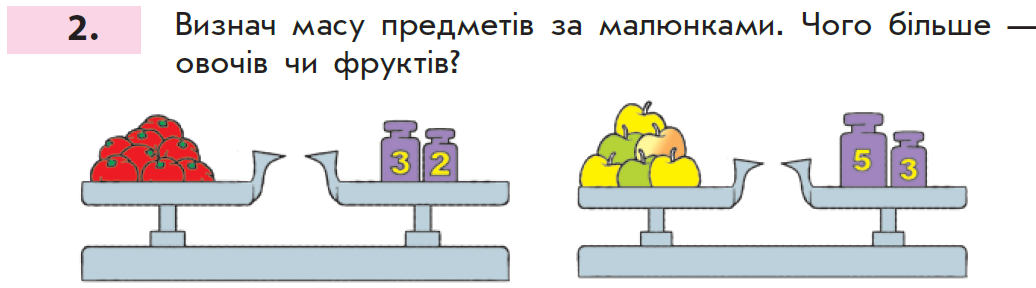 2. Визнач масу предметів за малюнками. Чого більше —
овочів чи фруктів?
3 2 5 3